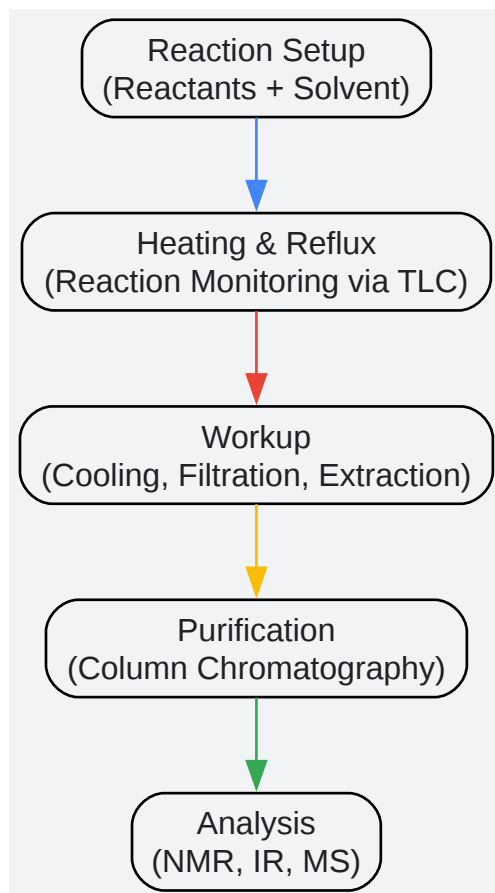 Reaction Setup
(Reactants + Solvent)
Heating & Reflux
(Reaction Monitoring via TLC)
Workup
(Cooling, Filtration, Extraction)
Purification
(Column Chromatography)
Analysis
(NMR, IR, MS)